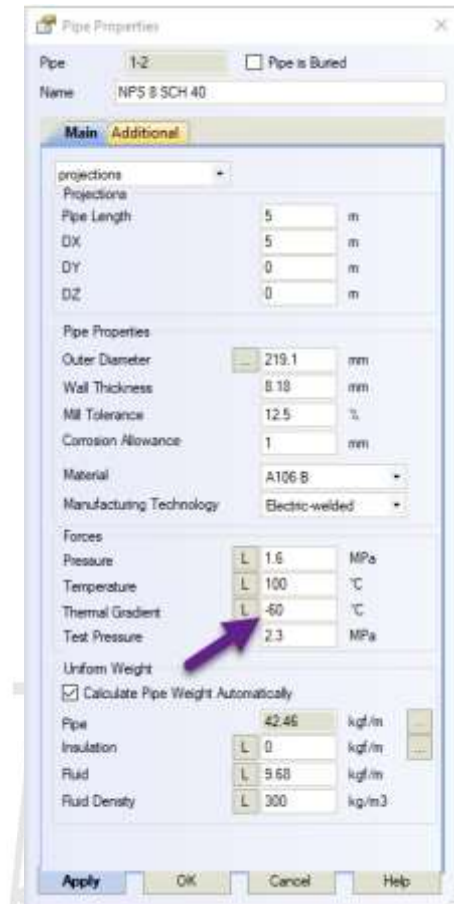 Pipe Properties
Pipe 1-2 Pipe is Buried
Name NPS 8 SCH 40
Main Additional
projections
Projections
Pipe Length 5 m
DX 5 m
DY 0 m
DZ 0 m
Pipe Properties
Outer Diameter ... 219.1 mm
Wall Thickness 8.18 mm
Mill Tolerance 12.5 %
Corrosion Allowance 1 mm
Material A106 B
Manufacturing Technology Electric-welded
Forces
Pressure L 1.6 MPa
Temperature L 100 °C
Thermal Gradient L -60 °C
Test Pressure 2.3 MPa
Uniform Weight
Calculate Pipe Weight Automatically
Pipe 42.46 kgf/m ...
Insulation L 0 kgf/m ...
Fluid L 9.68 kgf/m
Fluid Density L 300 kg/m3
Apply OK Cancel Help